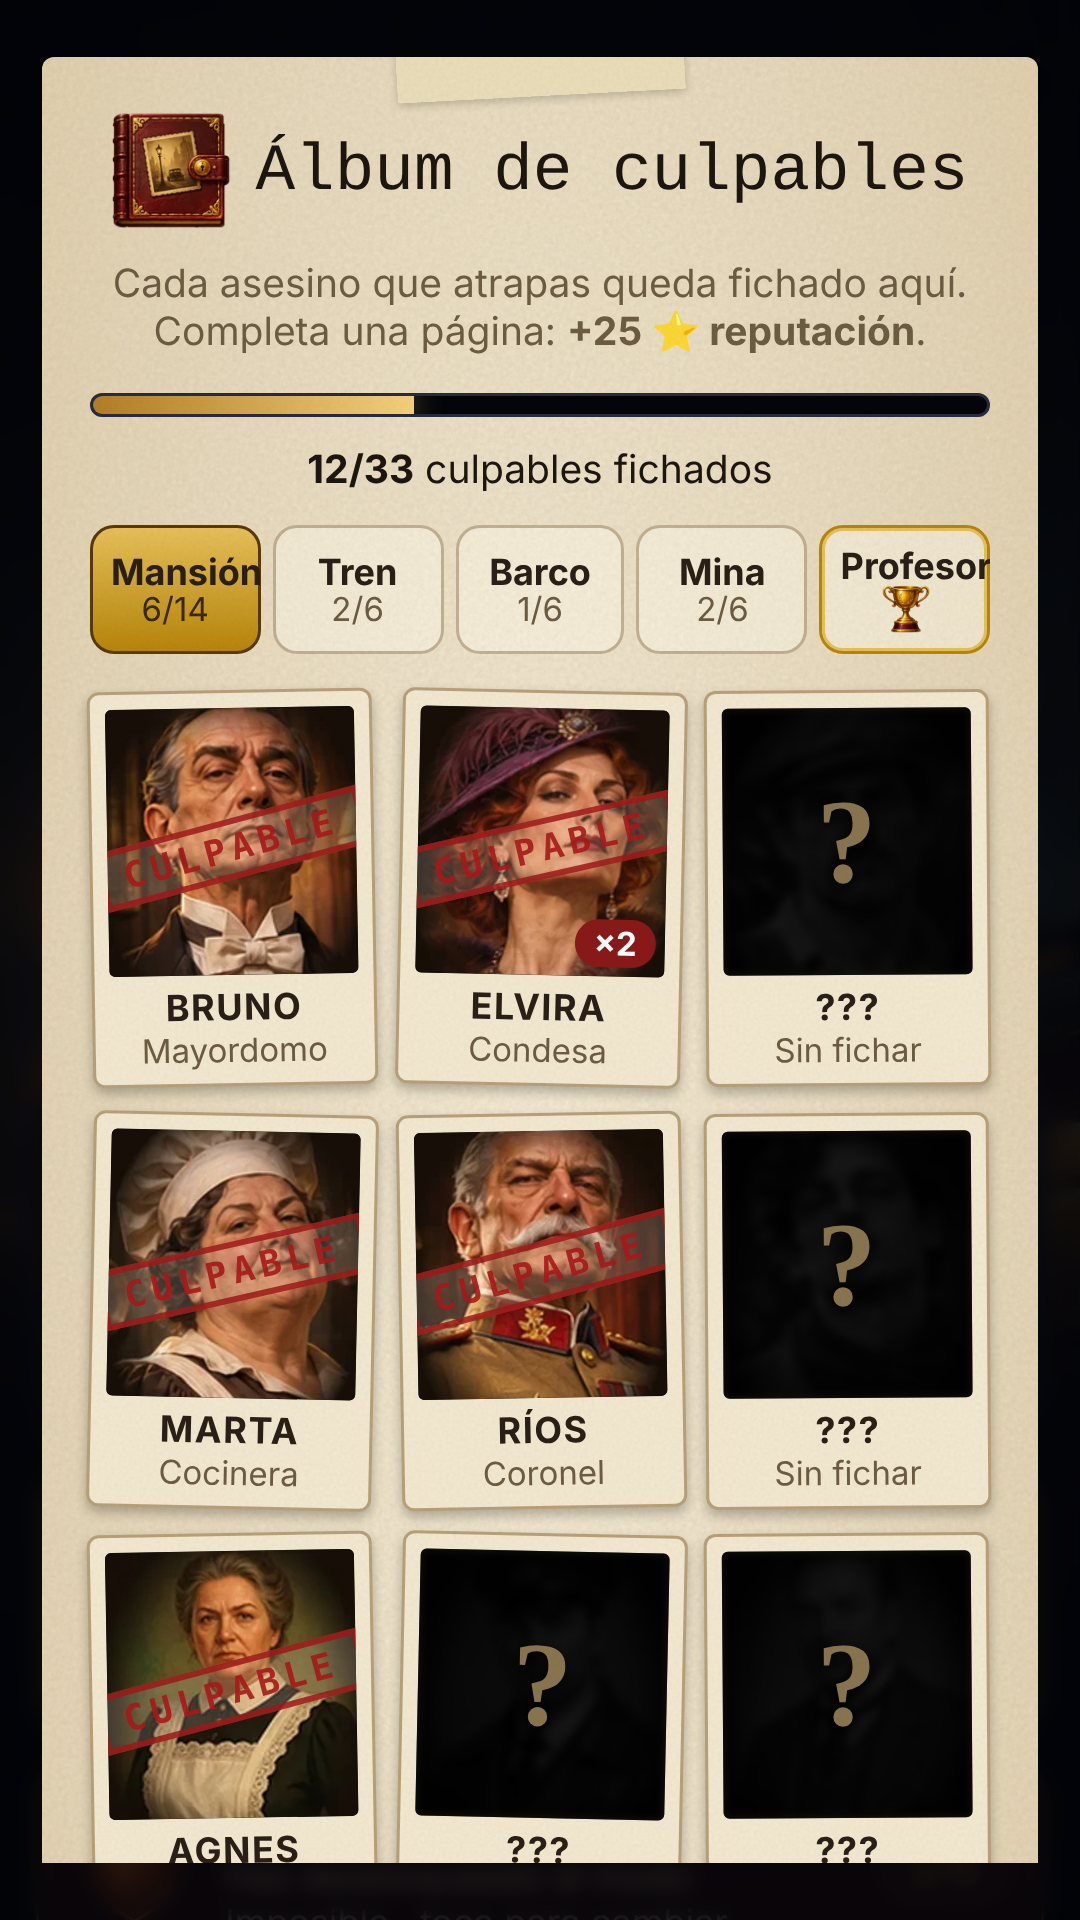 Álbum de culpables
Cada asesino que atrapas queda fichado aquí.
Completa una página: +25 ⭐ reputación.
12/33 culpables fichados
Mansión
6/14
Tren
2/6
Barco
1/6
Mina
2/6
Profesor
CULPABLE
BRUNO
Mayordomo
CULPABLE
×2
ELVIRA
Condesa
?
???
Sin fichar
CULPABLE
MARTA
Cocinera
CULPABLE
RÍOS
Coronel
?
???
Sin fichar
CULPABLE
AGNES
?
???
?
???